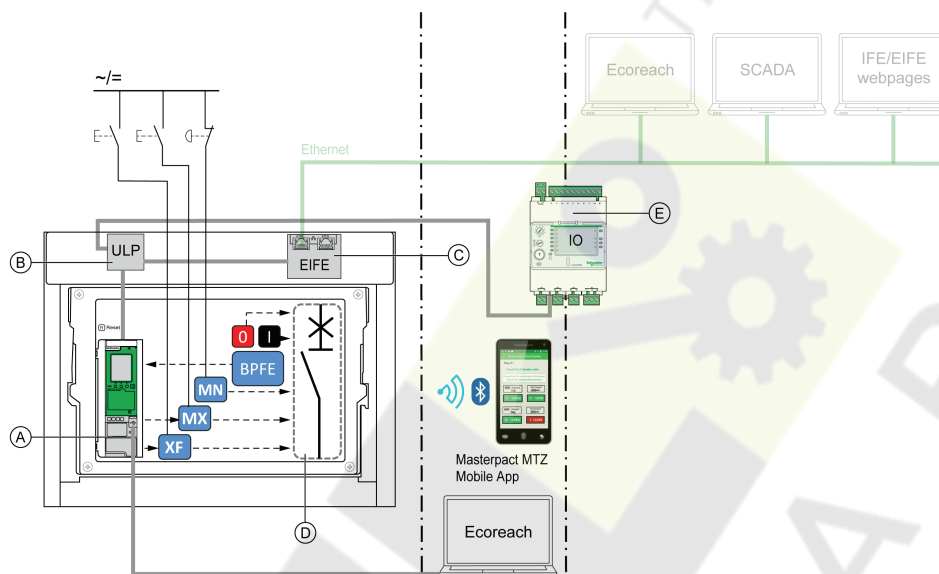 Ecoreach
SCADA
IFE/EIFE
webpages
~/=
Ethernet
E
IO
ULP
B
EIFE
C
R Reset
0
I
BPFE
MN
MX
A
XF
Masterpact MTZ
Mobile App
D
Ecoreach